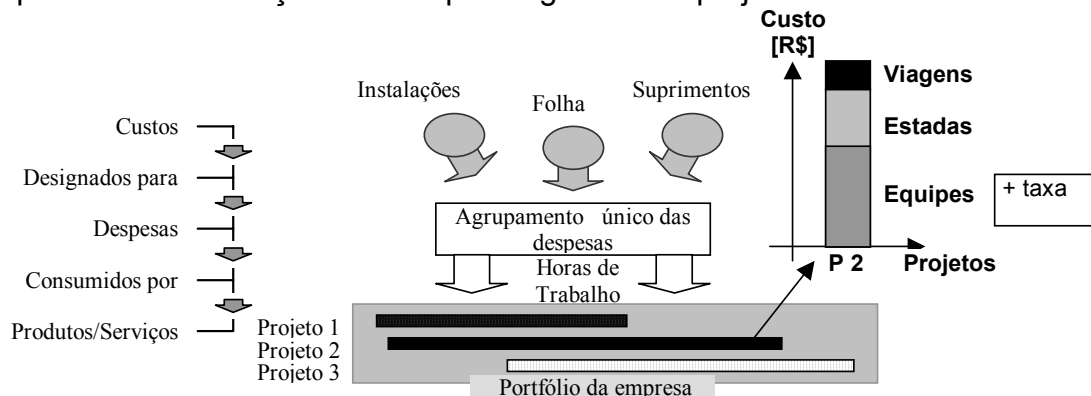 Custo
[R$]
Instalações
Folha
Suprimentos
Viagens
Custos
Estadas
Designados para
Equipes
+ taxa
Agrupamento único das
despesas
Despesas
Horas de
Trabalho
P 2
Projetos
Consumidos por
Produtos/Serviços
Projeto 1
Projeto 2
Projeto 3
Portfólio da empresa